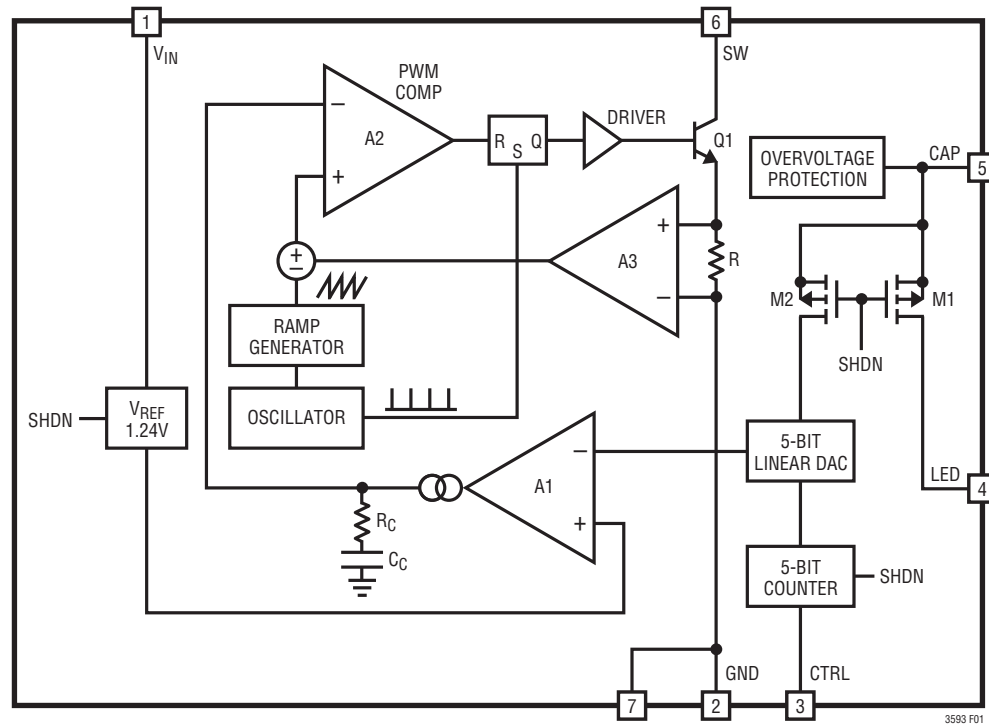 1
6
VIN
SW
PWM
COMP
−
A2
+
R S Q
DRIVER
Q1
OVERVOLTAGE
PROTECTION
CAP
5
+
−
+
A3
−
R
M2
M1
SHDN
RAMP
GENERATOR
OSCILLATOR
SHDN
VREF
1.24V
−
A1
+
5-BIT
LINEAR DAC
LED
4
RC
CC
5-BIT
COUNTER
SHDN
GND
CTRL
7
2
3
3593 F01